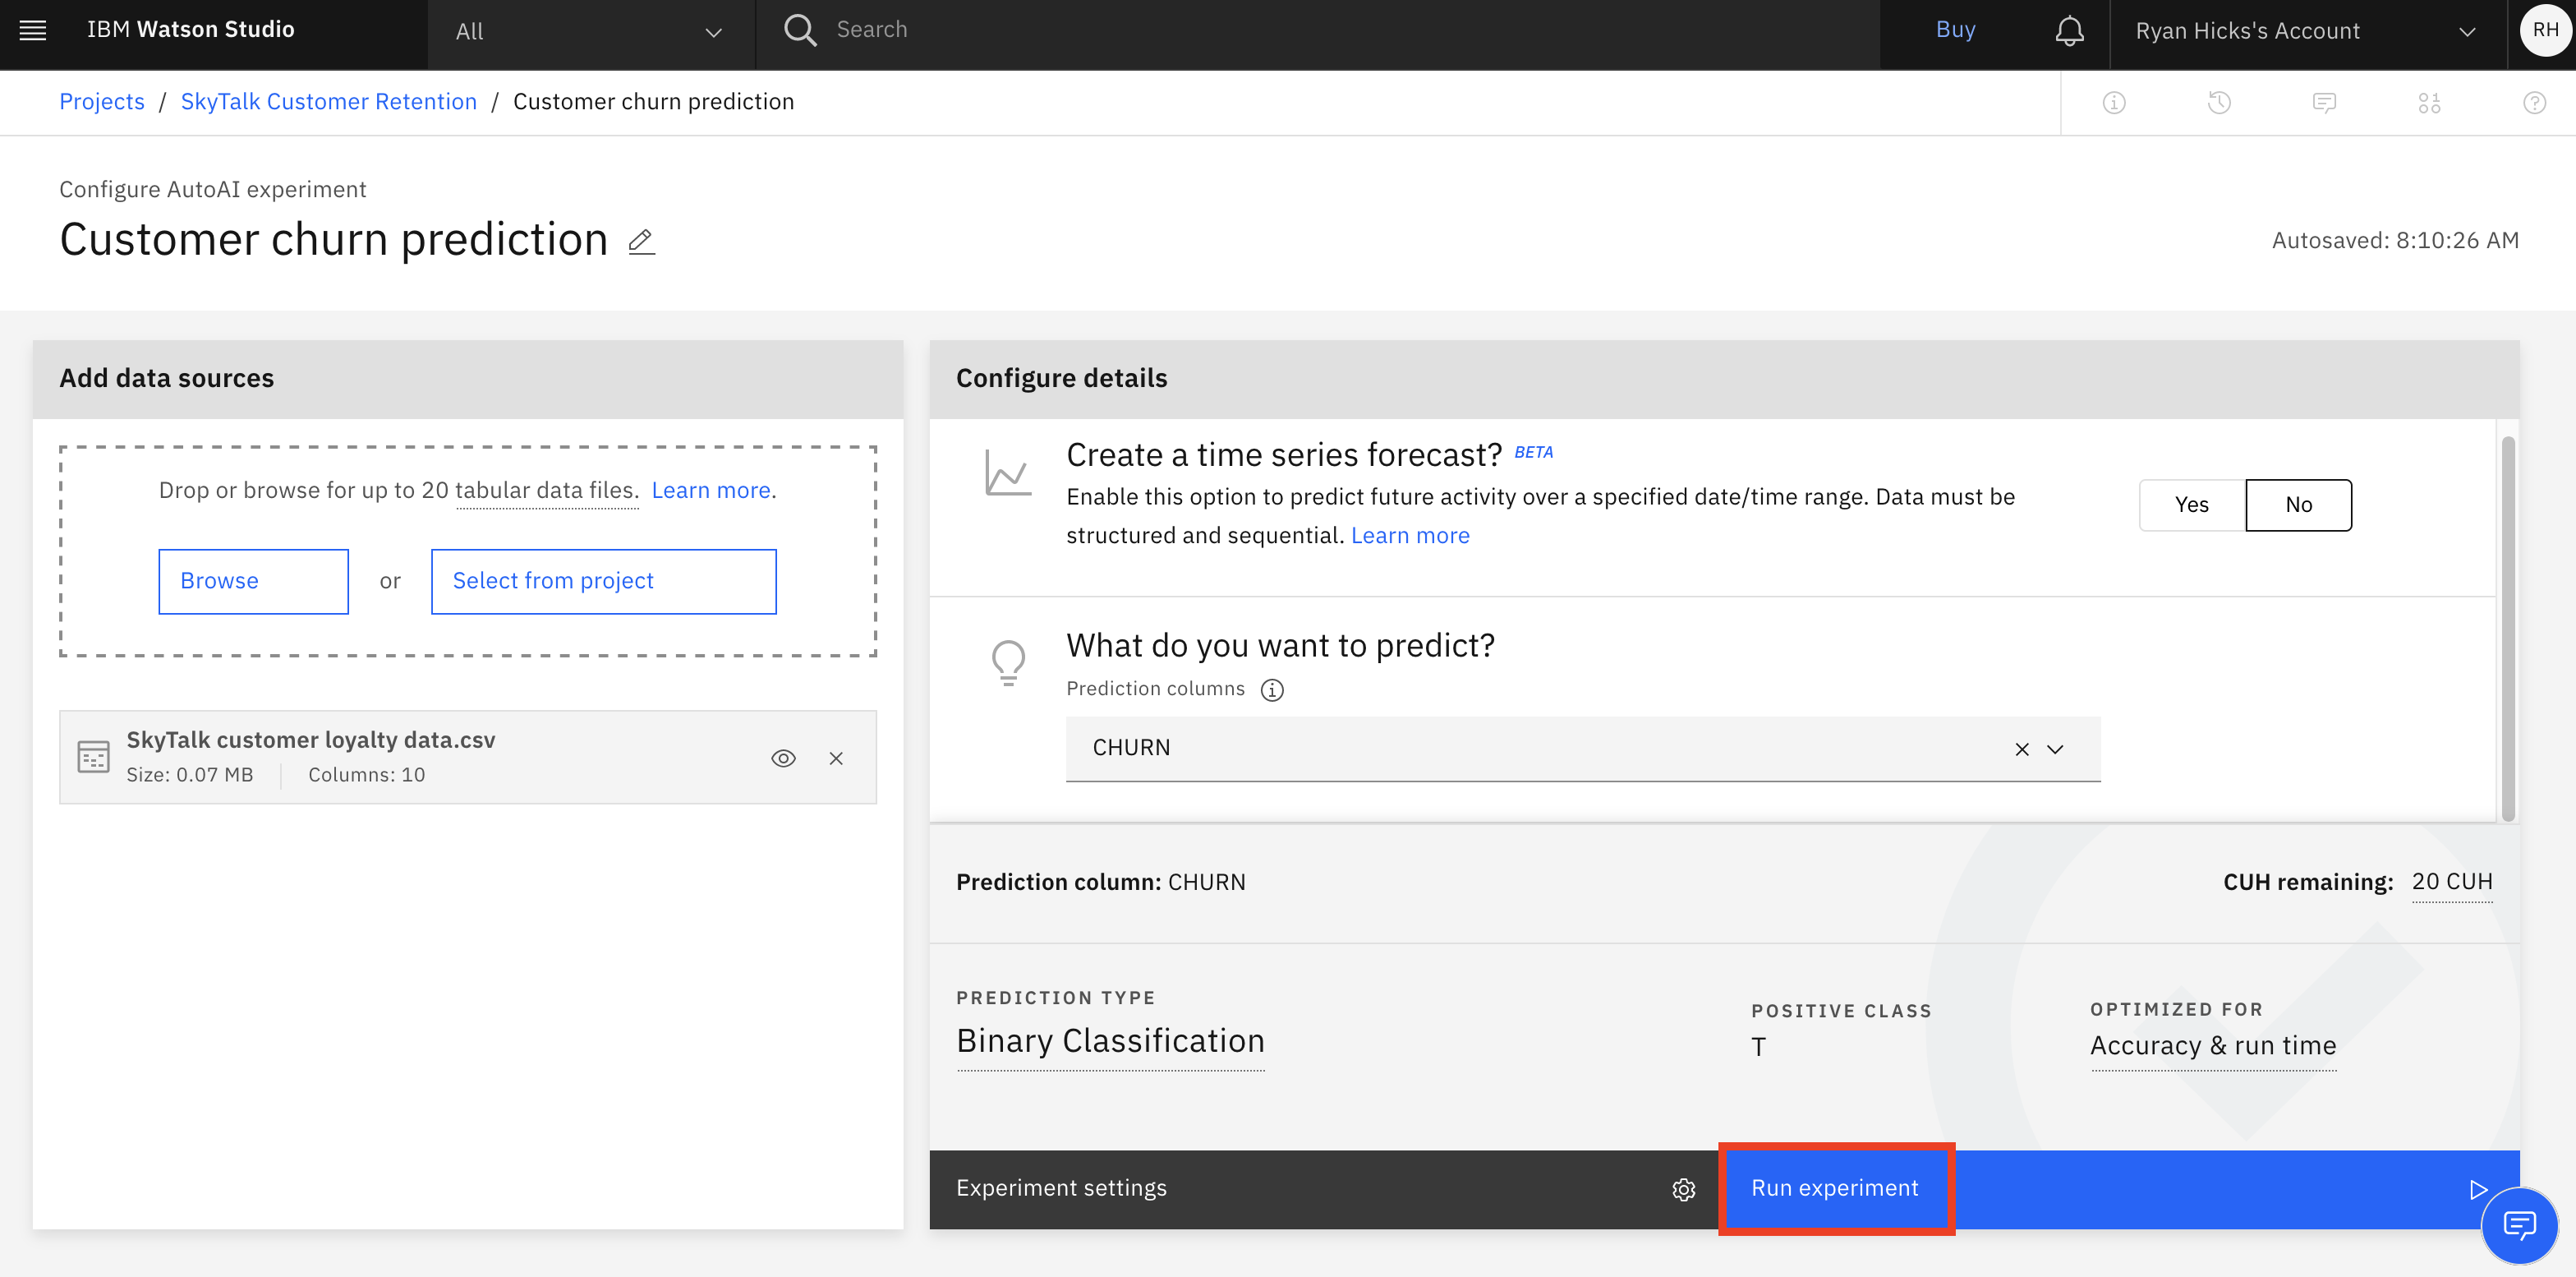 IBM Watson Studio
All
Search
Buy
Ryan Hicks's Account
RH
Projects / SkyTalk Customer Retention / Customer churn prediction
Configure AutoAI experiment
Customer churn prediction
Autosaved: 8:10:26 AM
Add data sources
Drop or browse for up to 20 tabular data files. Learn more.
Browse or Select from project
SkyTalk customer loyalty data.csv
Size: 0.07 MB Columns: 10
Configure details
Create a time series forecast? BETA
Enable this option to predict future activity over a specified date/time range. Data must be
structured and sequential. Learn more
Yes No
What do you want to predict?
Prediction columns
CHURN
Prediction column: CHURN
CUH remaining: 20 CUH
PREDICTION TYPE
Binary Classification
POSITIVE CLASS
T
OPTIMIZED FOR
Accuracy & run time
Experiment settings
Run experiment